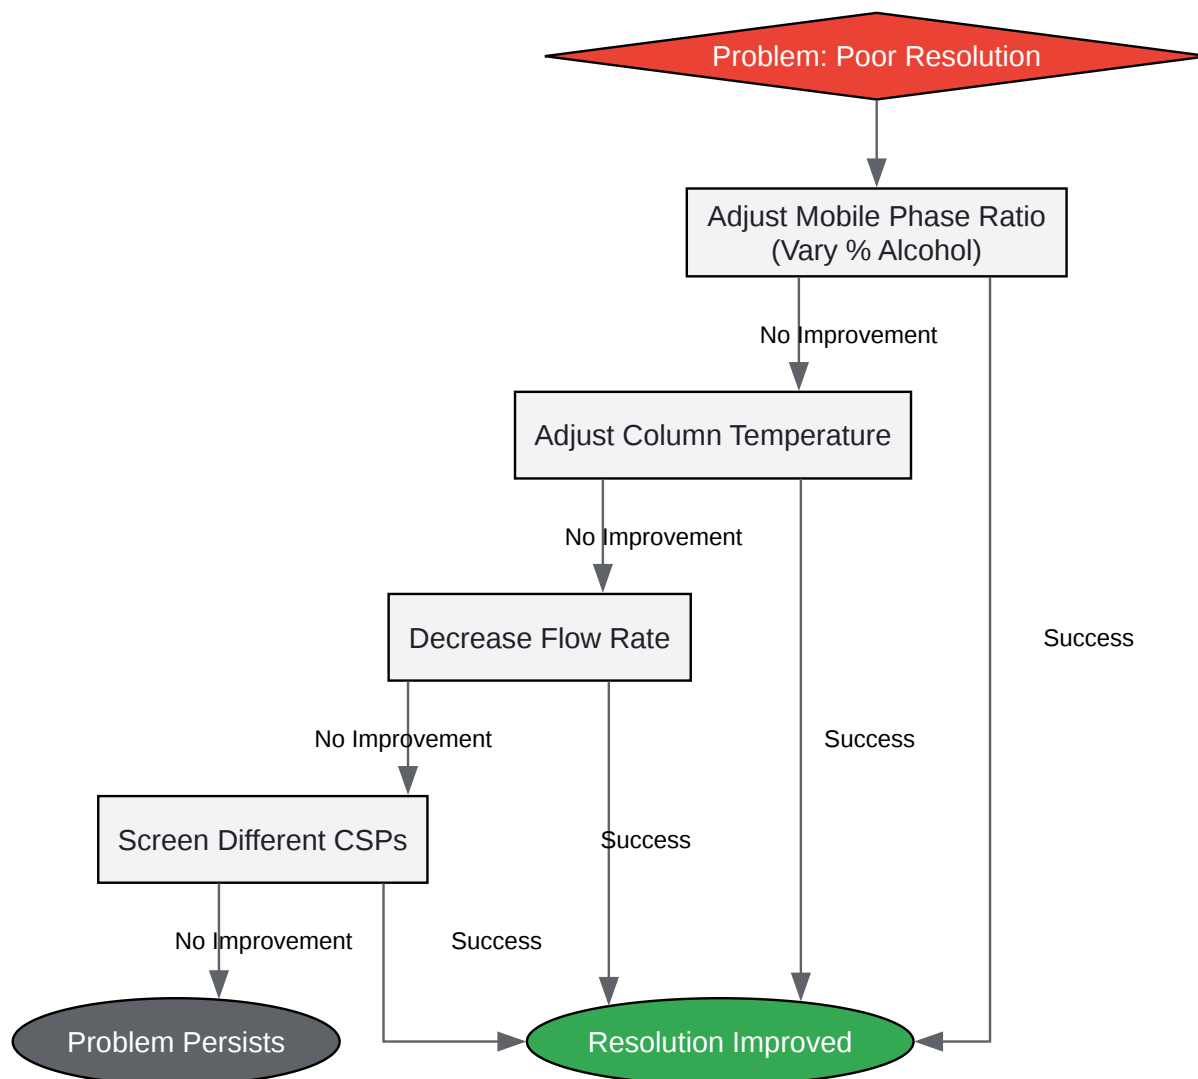 Problem: Poor Resolution
Adjust Mobile Phase Ratio
(Vary % Alcohol)
No Improvement
Adjust Column Temperature
No Improvement
Decrease Flow Rate
Success
No Improvement
Success
Screen Different CSPs
Success
No Improvement
Success
Problem Persists
Resolution Improved